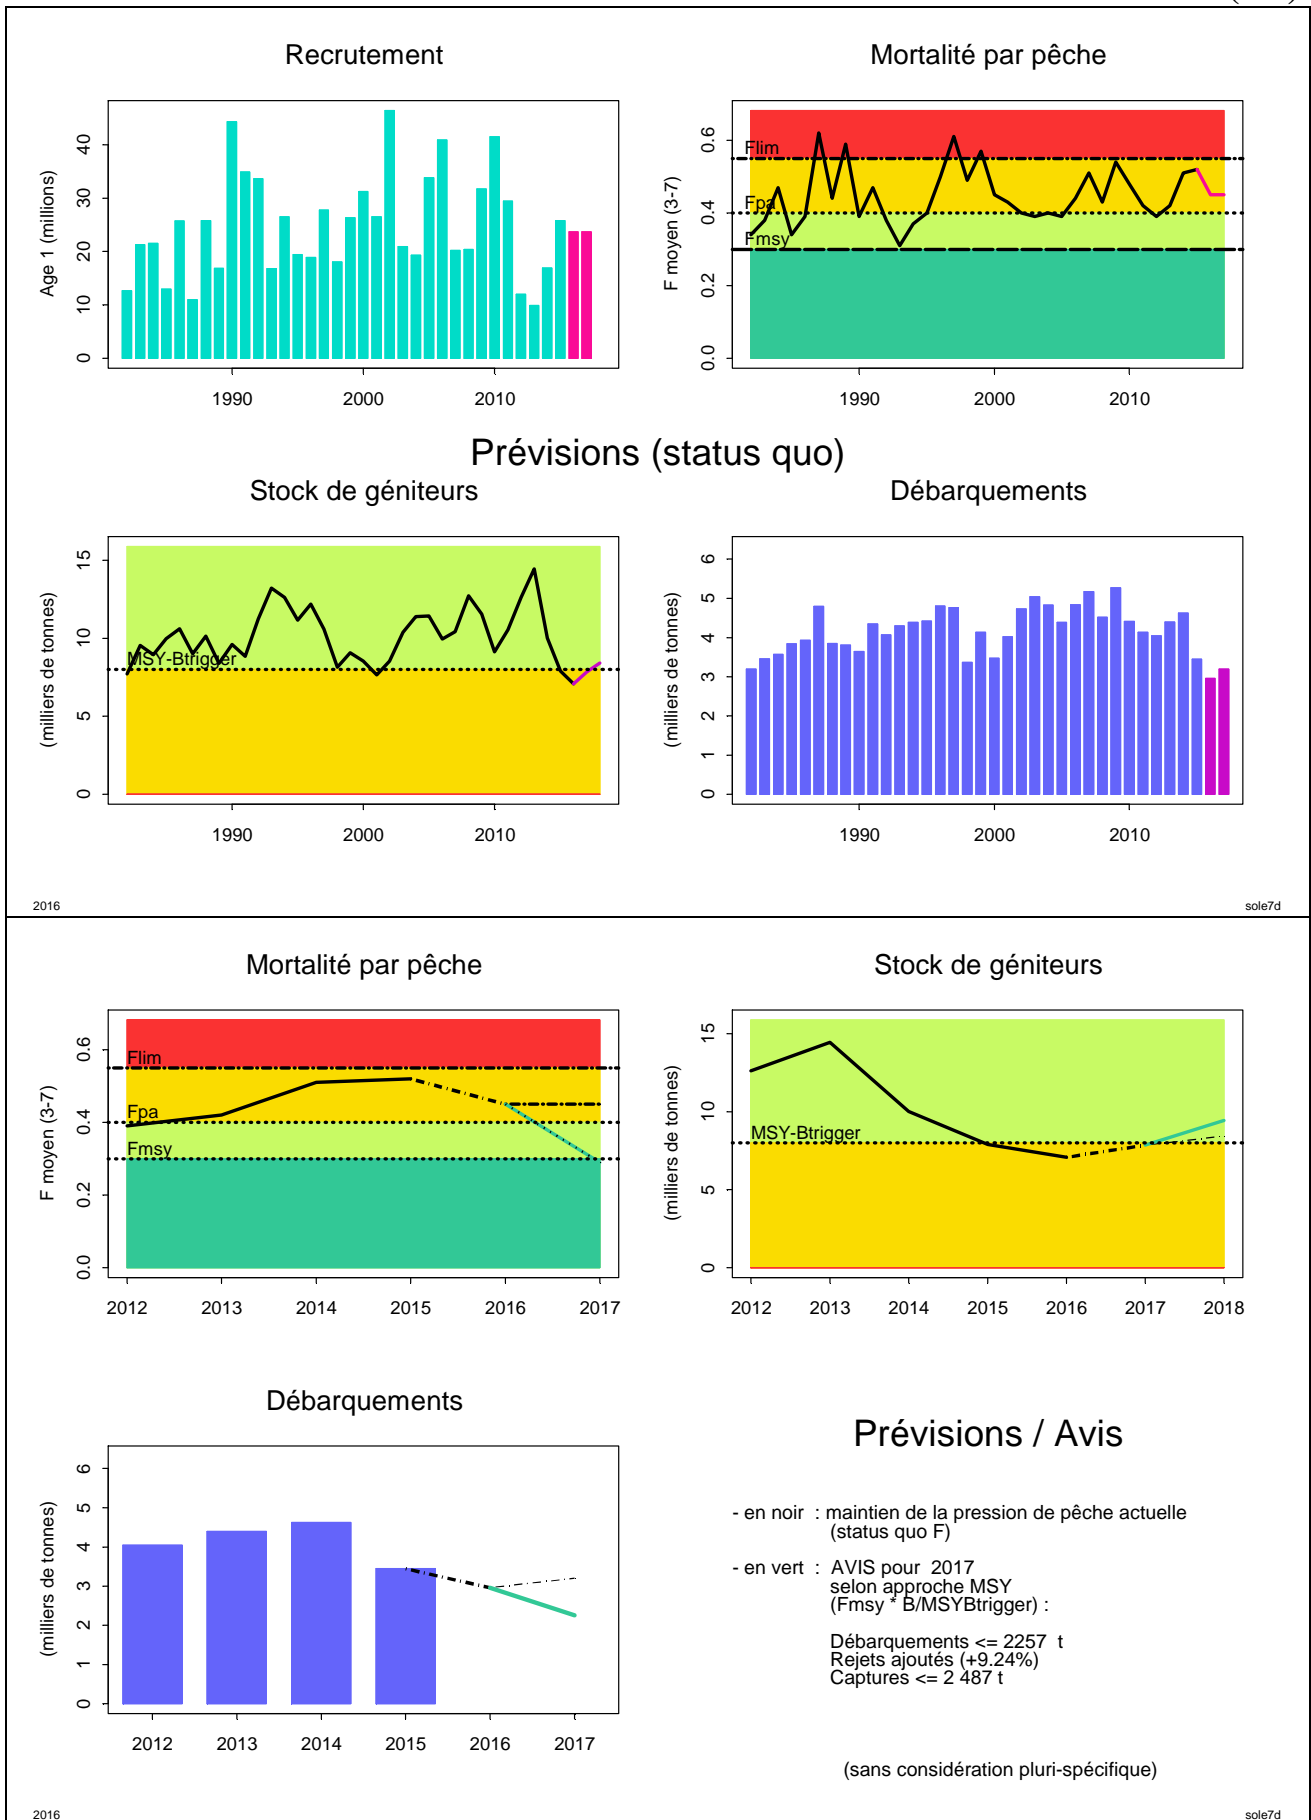 Recrutement
Mortalité par pêche
Age 1 (millions)
0 10 20 30 40
1990 2000 2010
F moyen (3-7)
0.0 0.2 0.4 0.6
Flim
Fpa
Fmsy
1990 2000 2010
Prévisions (status quo)
Stock de géniteurs
Débarquements
(milliers de tonnes)
0 5 10 15
MSY-Btrigger
1990 2000 2010
(milliers de tonnes)
0 1 2 3 4 5 6
1990 2000 2010
2016
sole7d
Mortalité par pêche
Stock de géniteurs
F moyen (3-7)
0.0 0.2 0.4 0.6
Flim
Fpa
Fmsy
2012 2013 2014 2015 2016 2017
(milliers de tonnes)
0 5 10 15
MSY-Btrigger
2012 2013 2014 2015 2016 2017 2018
Débarquements
(milliers de tonnes)
0 1 2 3 4 5 6
2012 2013 2014 2015 2016 2017
Prévisions / Avis
- en noir : maintien de la pression de pêche actuelle
(status quo F)
- en vert : AVIS pour 2017
selon approche MSY
(Fmsy * B/MSYBtrigger) :
Débarquements <= 2257 t
Rejets ajoutés (+9.24%)
Captures <= 2 487 t
(sans considération pluri-spécifique)
2016
sole7d